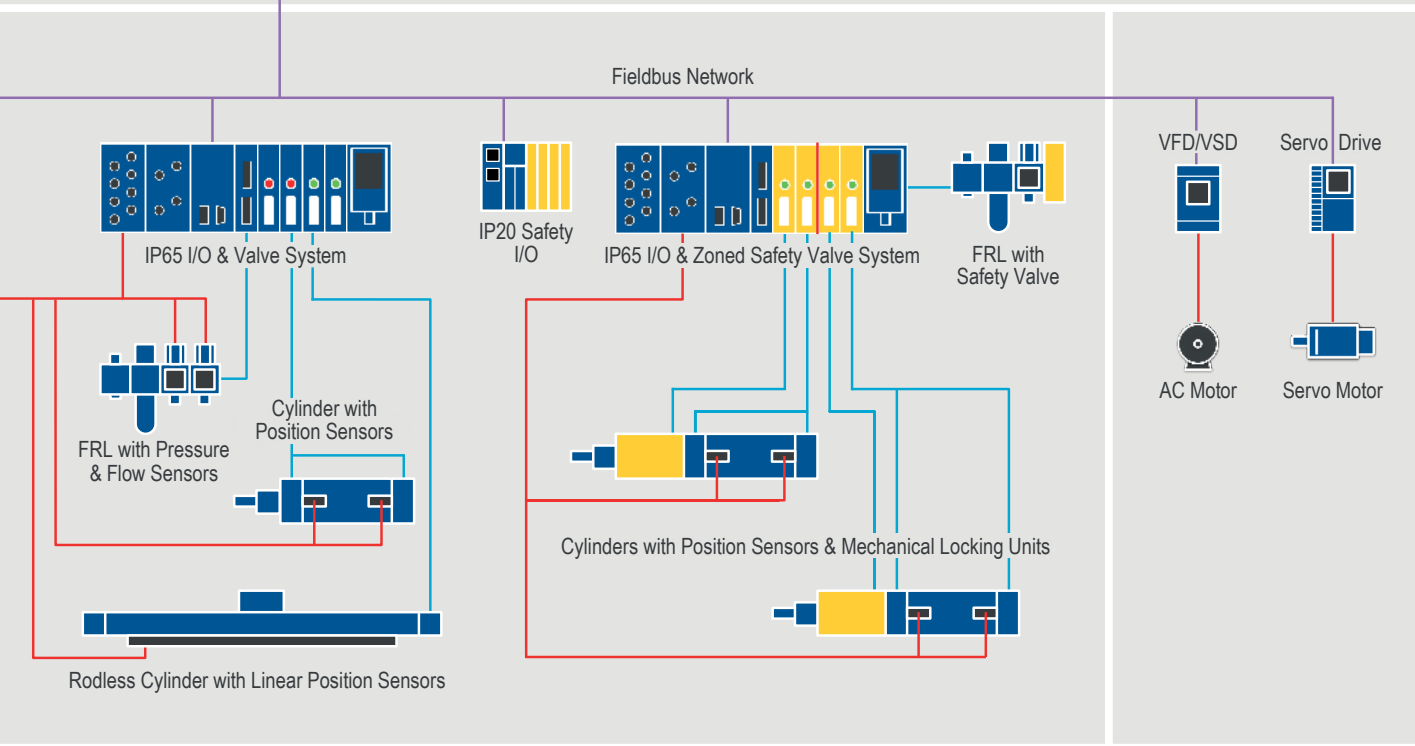 Fieldbus Network
VFD/VSD
Servo Drive
IP65 I/O & Valve System
IP20 Safety
I/O
IP65 I/O & Zoned Safety Valve System
FRL with
Safety Valve
AC Motor
Servo Motor
Cylinder with
Position Sensors
FRL with Pressure
& Flow Sensors
Cylinders with Position Sensors & Mechanical Locking Units
Rodless Cylinder with Linear Position Sensors